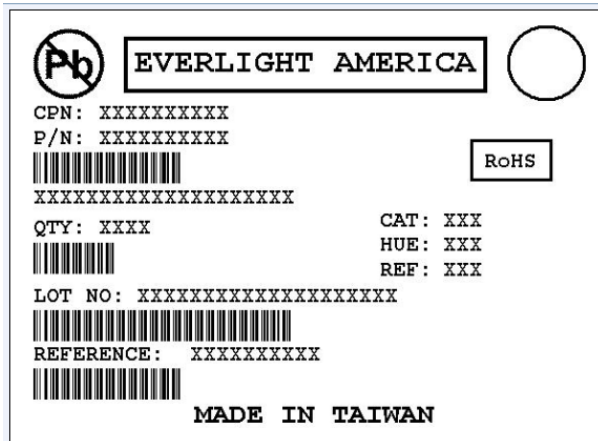 Pb EVERLIGHT AMERICA
CPN: XXXXXXXXXX
P/N: XXXXXXXXXX
RoHS
XXXXXXXXXXXXXXXXXXXX
QTY: XXXX
CAT: XXX
HUE: XXX
REF: XXX
LOT NO: XXXXXXXXXXXXXXXXXXXX
REFERENCE: XXXXXXXXXX
MADE IN TAIWAN